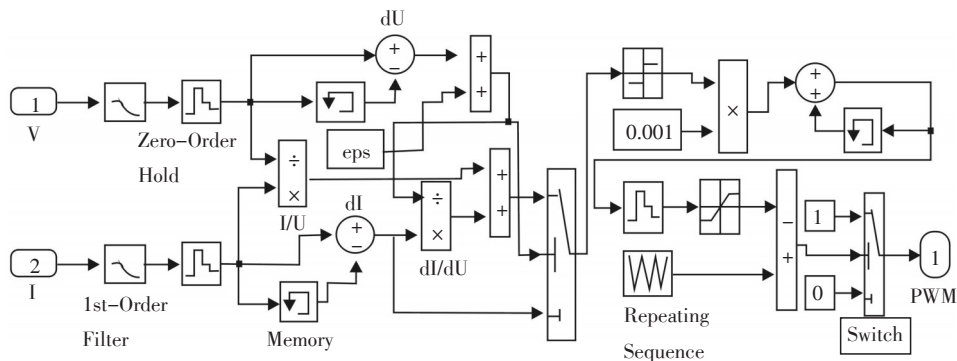 dU
+
−
+
+
1
V
Zero-Order
Hold
eps
÷
×
I/U
+
+
÷
×
dI/dU
dI
+
−
2
I
1st-Order
Filter
Memory
0.001
×
+
+
Repeating
Sequence
−
+
1
0
Switch
1
PWM